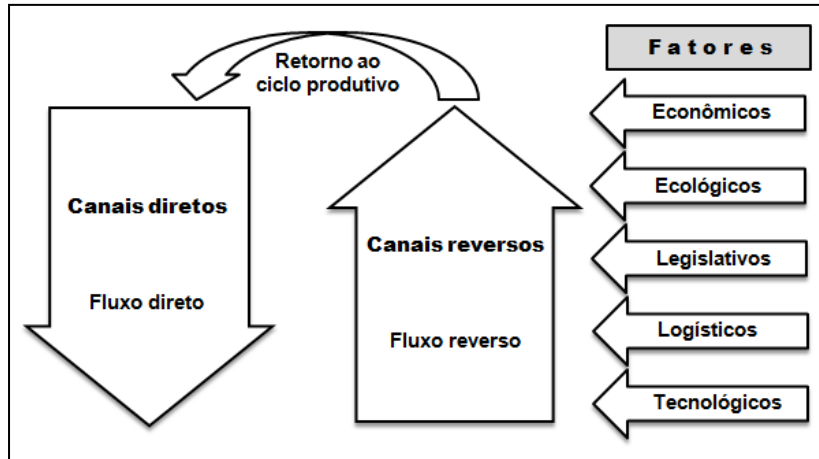 Fatores
Retorno ao
ciclo produtivo
Econômicos
Ecológicos
Canais diretos
Canais reversos
Legislativos
Fluxo direto
Fluxo reverso
Logísticos
Tecnológicos